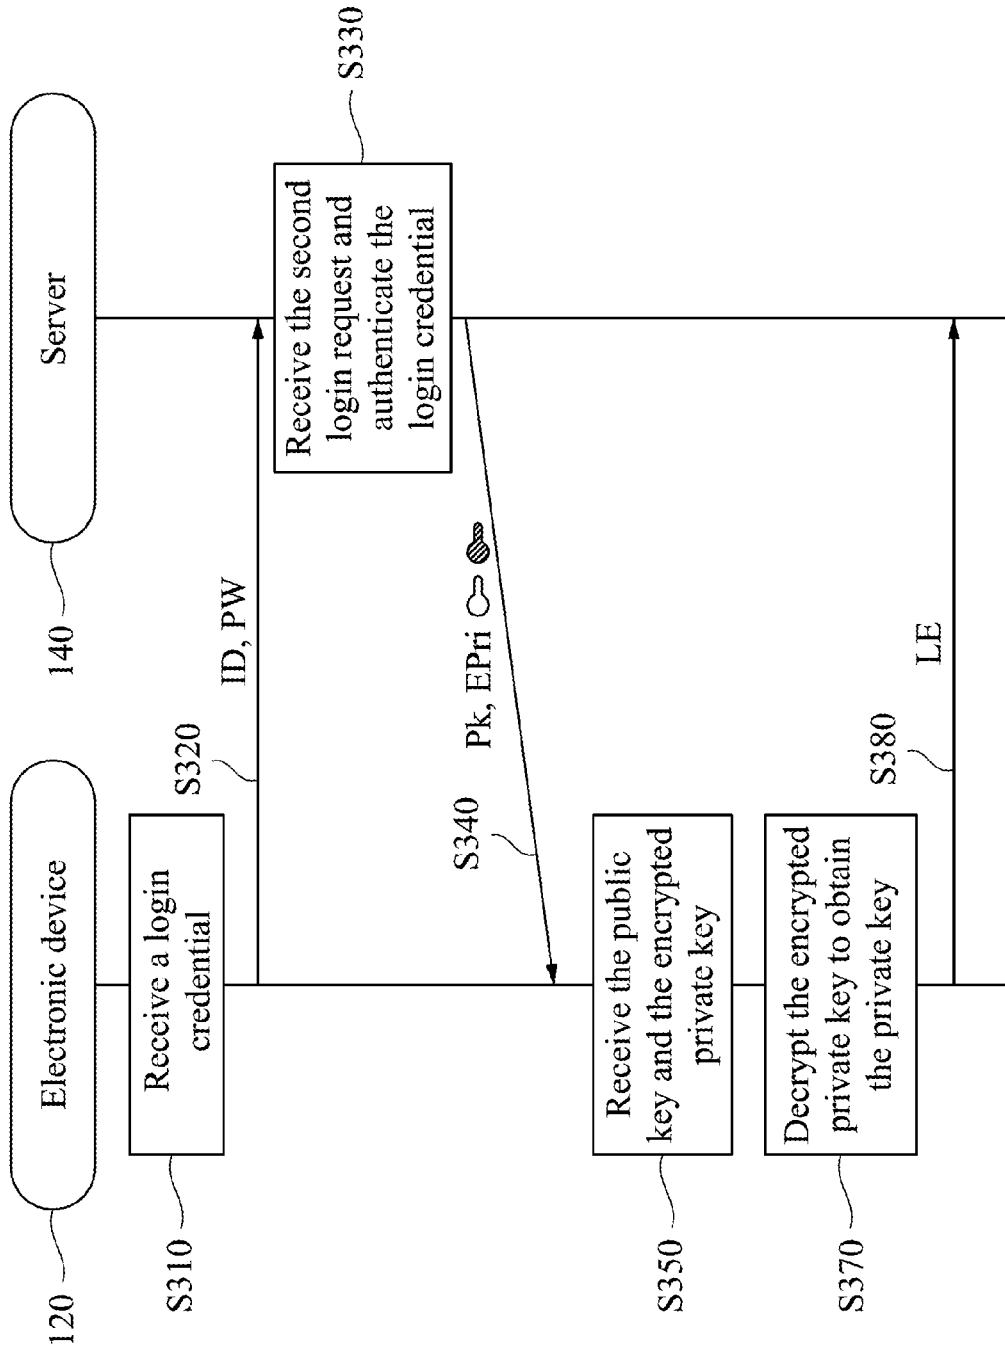 120
Electronic device
140
Server
S310
Receive a login
credential
S320
ID, PW
Receive the second
login request and
authenticate the
login credential
S330
S340
Pk, EPri
S350
Receive the public
key and the encrypted
private key
S370
Decrypt the encrypted
private key to obtain
the private key
S380
LE